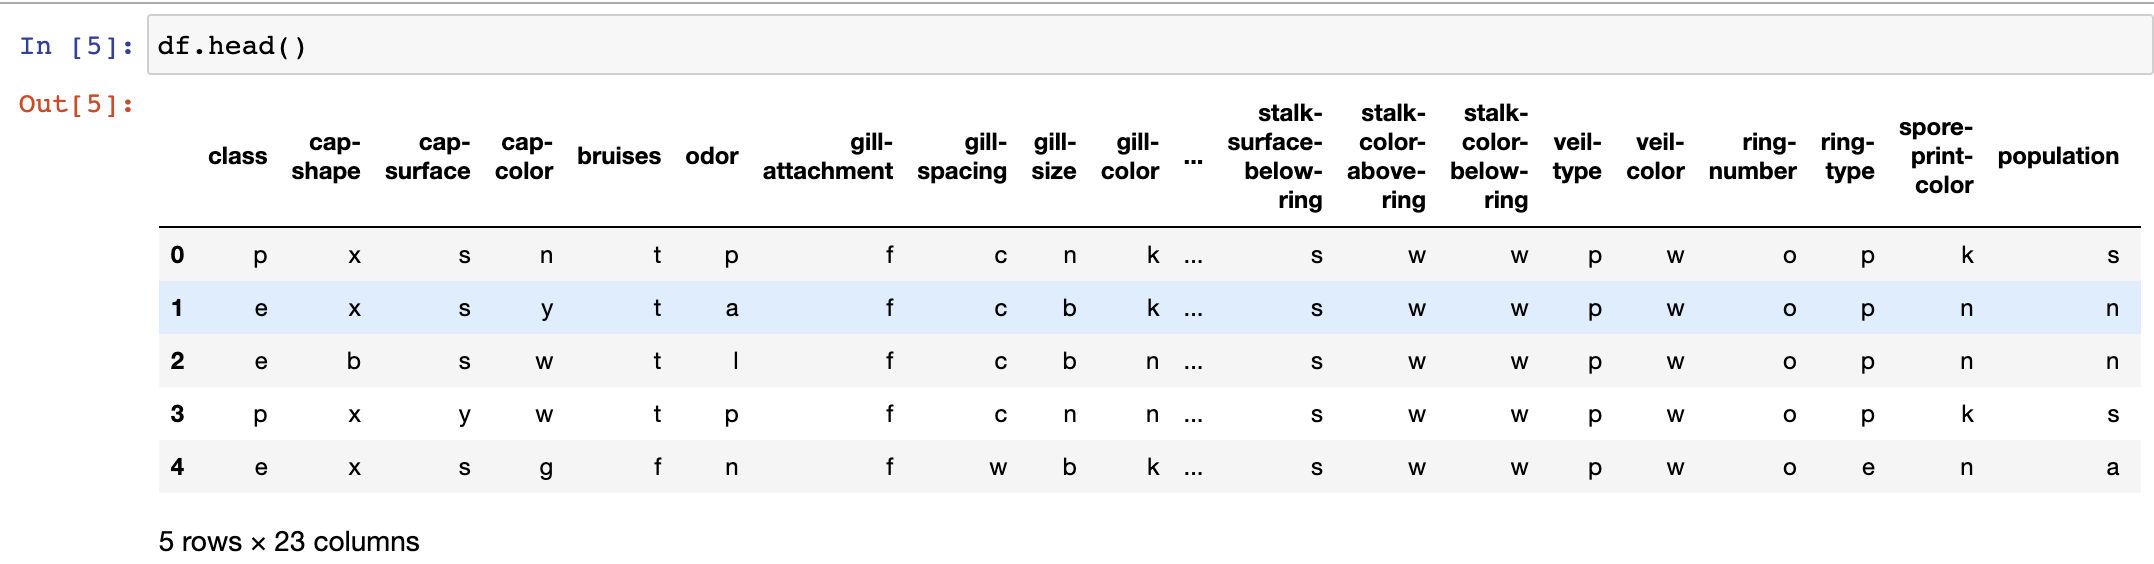 In [5]: df.head()
Out[5]:
class cap-shape cap-surface cap-color bruises odor gill-attachment gill-spacing gill-size gill-color ... stalk-surface-below-ring stalk-color-above-ring stalk-color-below-ring veil-type veil-color ring-number ring-type spore-print-color population
0 p x s n t p f c n k ... s w w p w o p k s
1 e x s y t a f c b k ... s w w p w o p n n
2 e b s w t l f c b n ... s w w p w o p n n
3 p x y w t p f c n n ... s w w p w o p k s
4 e x s g f n f w b k ... s w w p w o e n a
5 rows × 23 columns